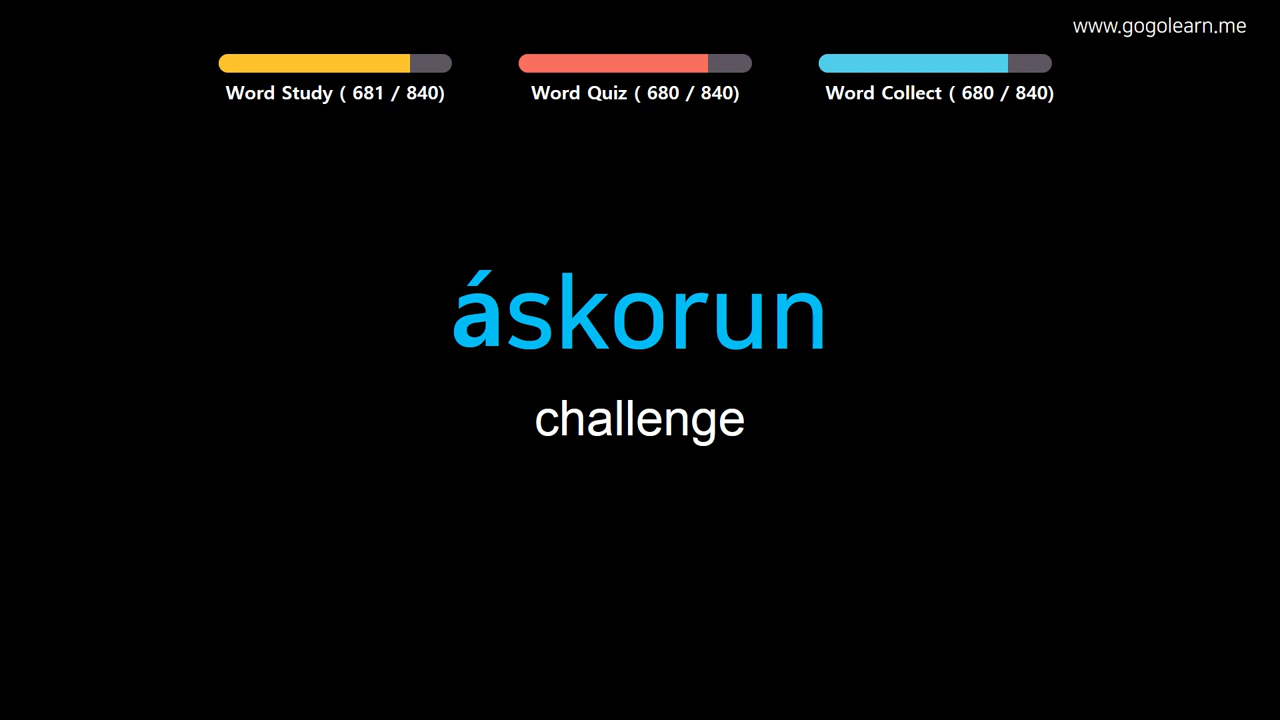 www.gogolearn.me
Word Study ( 681 / 840)
Word Quiz ( 680 / 840)
Word Collect ( 680 / 840)
áskorun
challenge